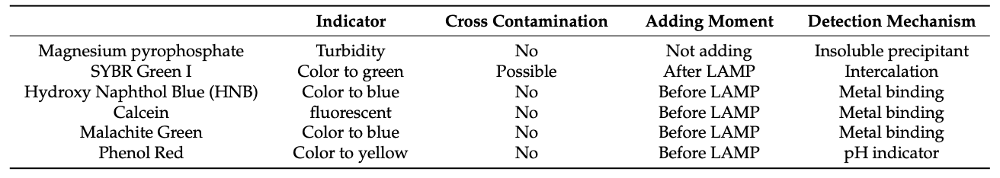 Indicator Cross Contamination Adding Moment Detection Mechanism
Magnesium pyrophosphate Turbidity No Not adding Insoluble precipitant
SYBR Green I Color to green Possible After LAMP Intercalation
Hydroxy Naphthol Blue (HNB) Color to blue No Before LAMP Metal binding
Calcein fluorescent No Before LAMP Metal binding
Malachite Green Color to blue No Before LAMP Metal binding
Phenol Red Color to yellow No Before LAMP pH indicator